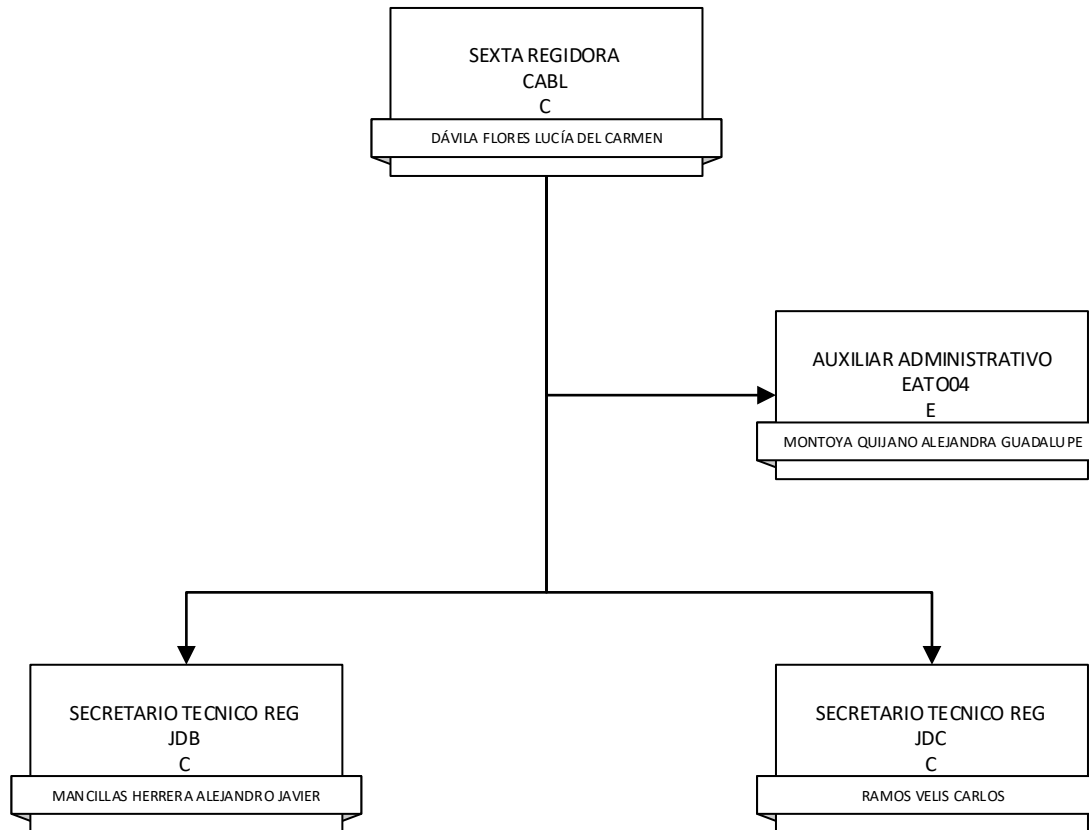 SEXTA REGIDORA
CABL
C
DÁVILA FLORES LUCÍA DEL CARMEN
AUXILIAR ADMINISTRATIVO
EATO04
E
MONTOYA QUIJANO ALEJANDRA GUADALUPE
SECRETARIO TECNICO REG
JDB
C
MANCILLAS HERRERA ALEJANDRO JAVIER
SECRETARIO TECNICO REG
JDC
C
RAMOS VELIS CARLOS